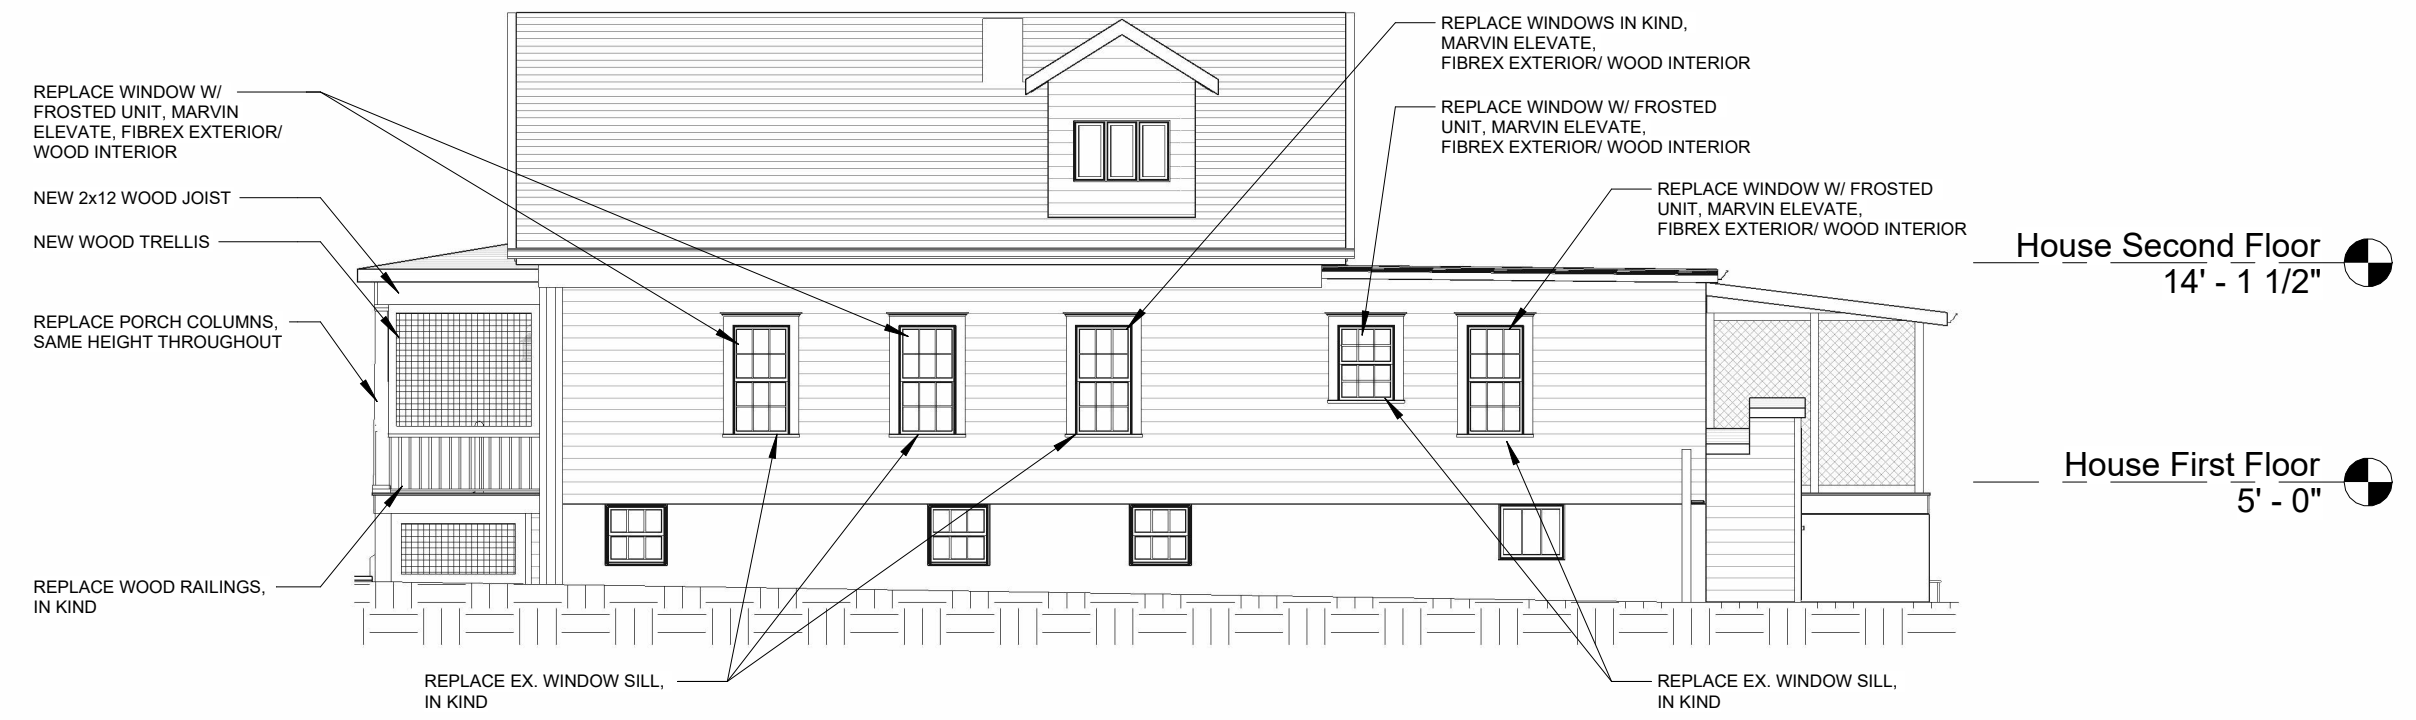 REPLACE WINDOW W/
FROSTED UNIT, MARVIN
ELEVATE, FIBREX EXTERIOR/
WOOD INTERIOR
NEW 2x12 WOOD JOIST
NEW WOOD TRELLIS
REPLACE PORCH COLUMNS,
SAME HEIGHT THROUGHOUT
REPLACE WOOD RAILINGS,
IN KIND
REPLACE EX. WINDOW SILL,
IN KIND
REPLACE WINDOWS IN KIND,
MARVIN ELEVATE,
FIBREX EXTERIOR/ WOOD INTERIOR
REPLACE WINDOW W/ FROSTED
UNIT, MARVIN ELEVATE,
FIBREX EXTERIOR/ WOOD INTERIOR
REPLACE WINDOW W/ FROSTED
UNIT, MARVIN ELEVATE,
FIBREX EXTERIOR/ WOOD INTERIOR
House Second Floor
14' - 1 1/2"
House First Floor
5' - 0"
REPLACE EX. WINDOW SILL,
IN KIND